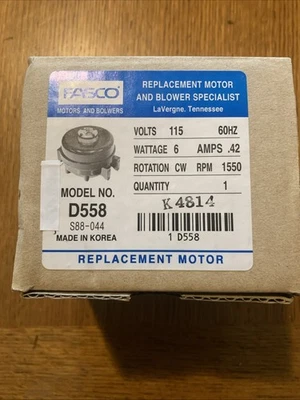 FASCO
MOTORS AND BOLWERS
REPLACEMENT MOTOR
AND BLOWER SPECIALIST
LaVergne, Tennessee
VOLTS 115 60HZ
WATTAGE 6 AMPS .42
ROTATION CW RPM 1550
QUANTITY 1
MODEL NO.
D558
S88-044
MADE IN KOREA
K4814
1 D558
REPLACEMENT MOTOR